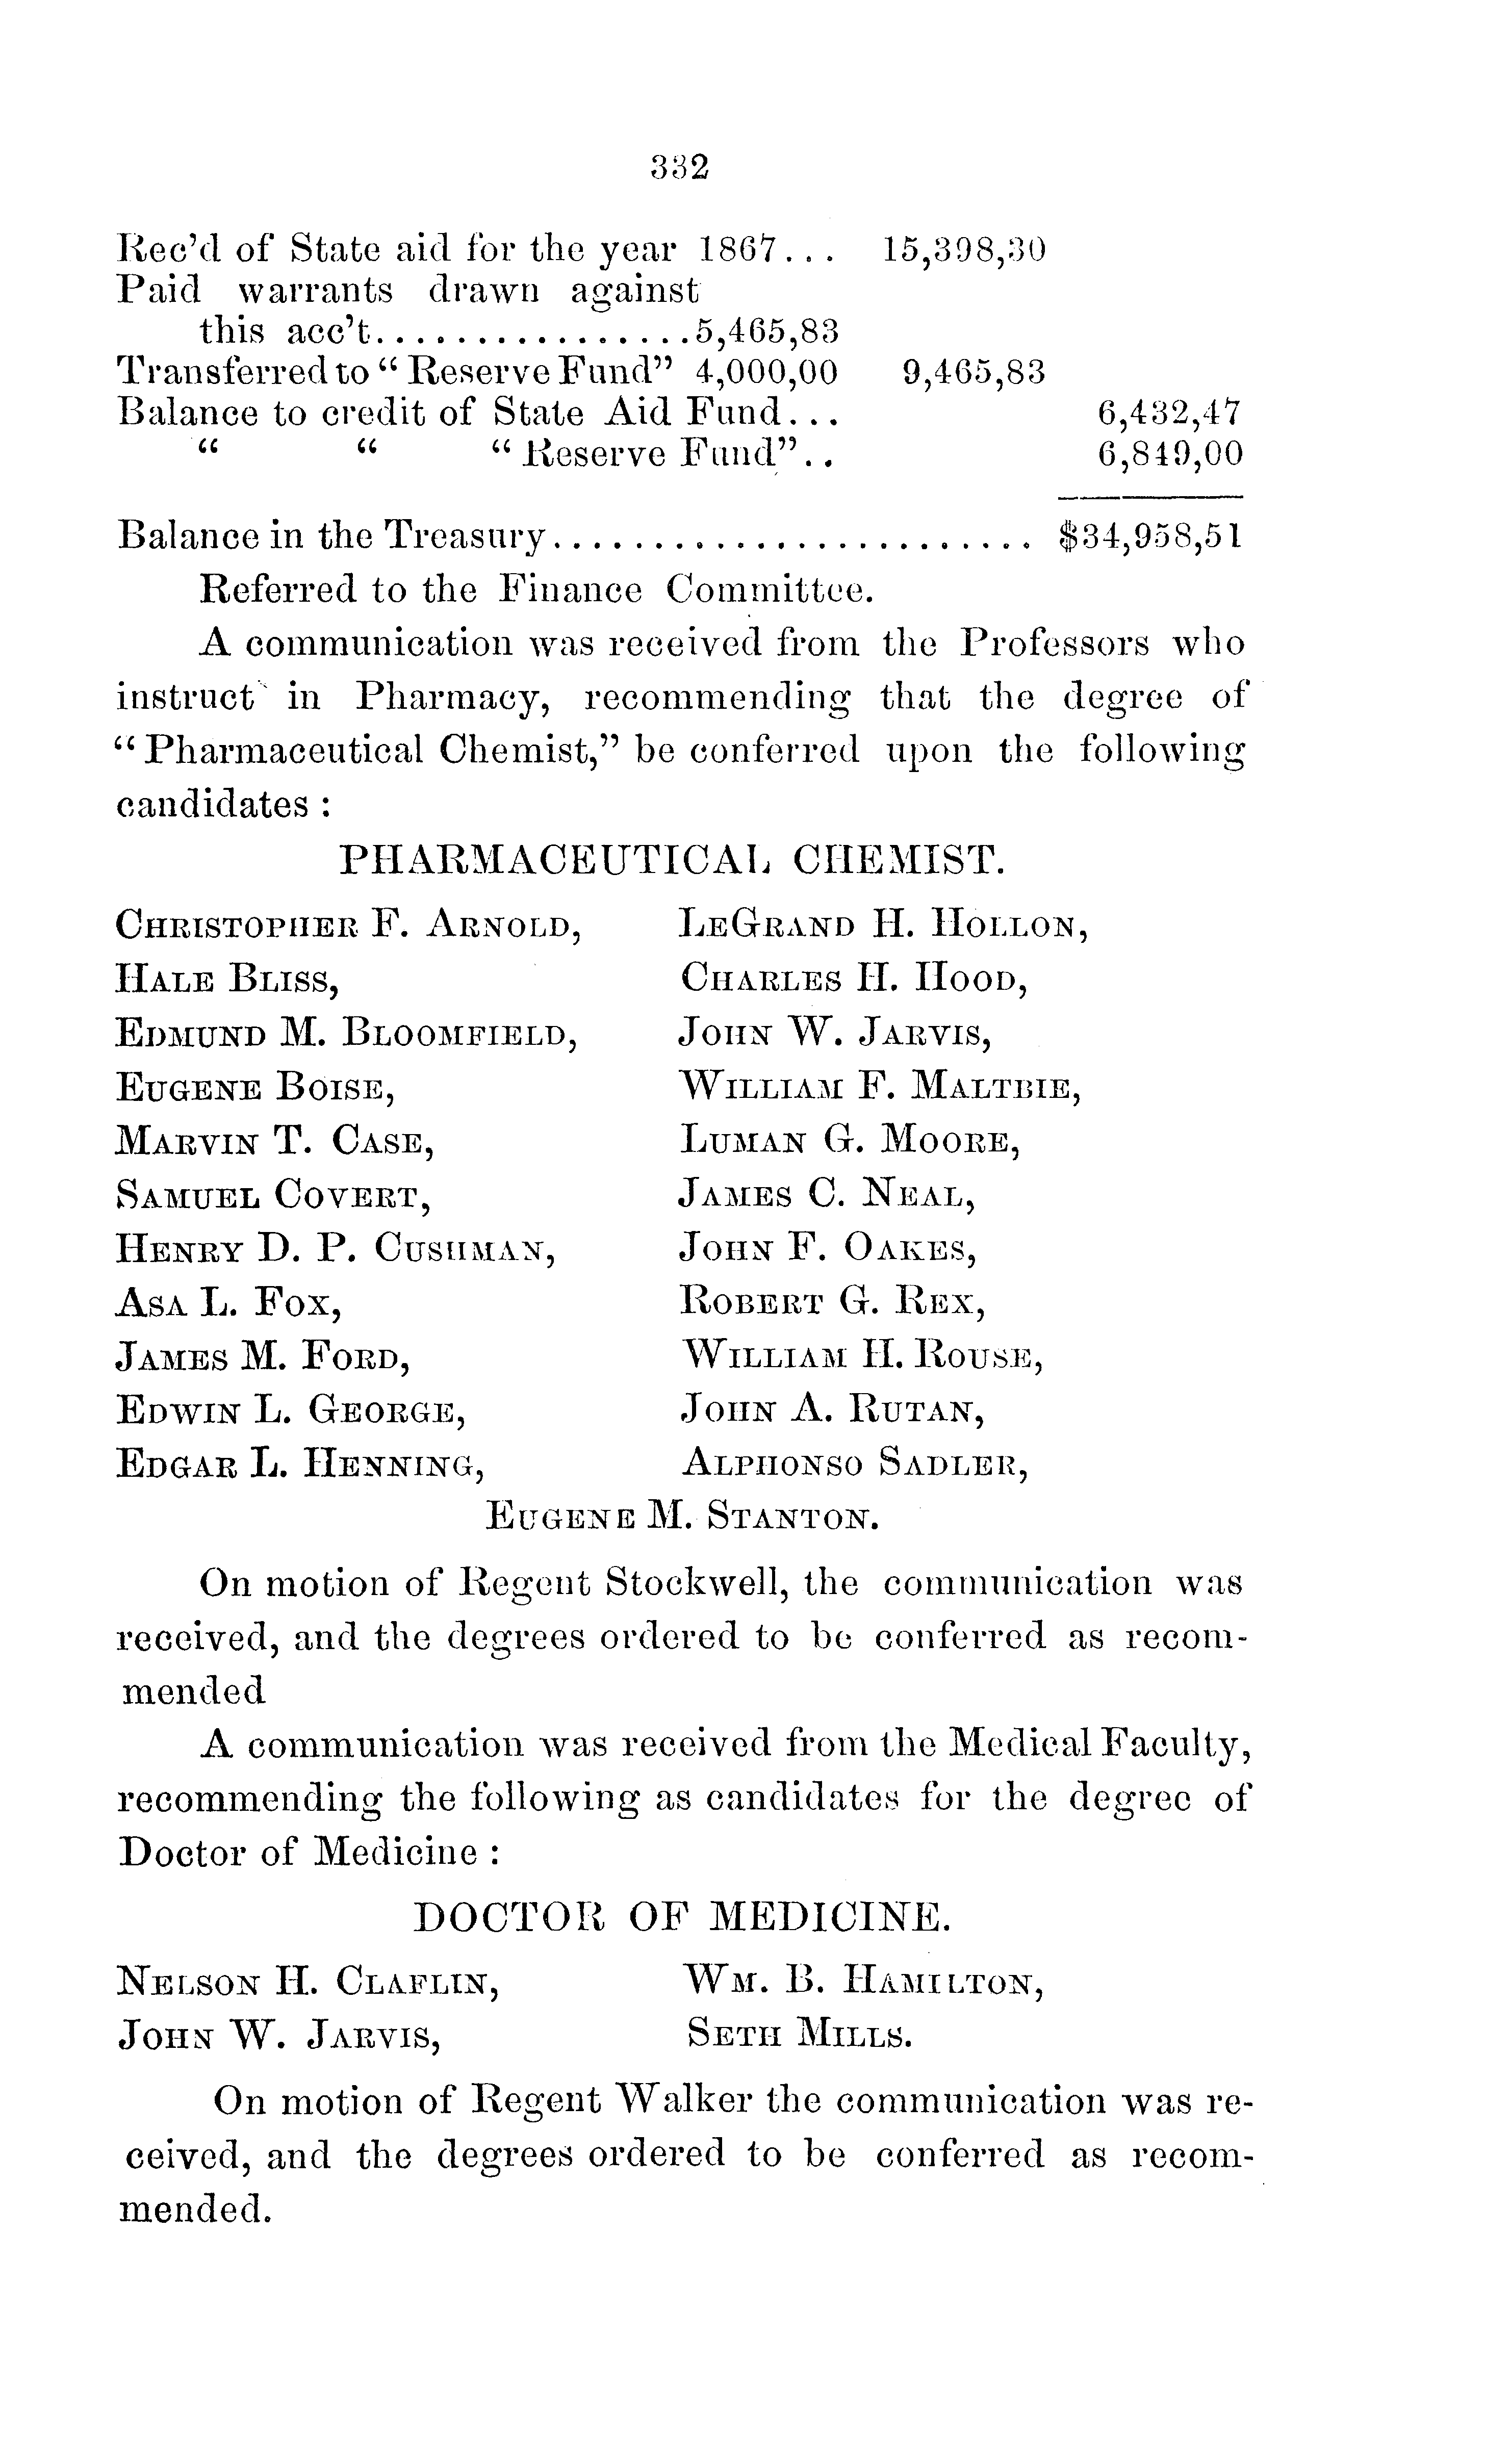 332
Rec'd of State aid for the year 1867... 15,398,30
Paid warrants drawn against
this acc't................5,465,83
Transferred to "Reserve Fund" 4,000,00 9,465,83
Balance to credit of State Aid Fund... 6,432,47
" " "Reserve Fund".. 6,849,00
Balance in the Treasury........................ $34,958,51
Referred to the Finance Committee.
A communication was received from the Professors who
instruct in Pharmacy, recommending that the degree of
"Pharmaceutical Chemist," be conferred upon the following
candidates :
PHARMACEUTICAL CHEMIST.
CHRISTOPHER F. ARNOLD, LEGRAND H. HOLLON,
HALE BLISS, CHARLES H. HOOD,
EDMUND M. BLOOMFIELD, JOHN W. JARVIS,
EUGENE BOISE, WILLIAM F. MALTBIE,
MARVIN T. CASE, LUMAN G. MOORE,
SAMUEL COVERT, JAMES C. NEAL,
HENRY D. P. CUSHMAN, JOHN F. OAKES,
ASA L. FOX, ROBERT G. REX,
JAMES M. FORD, WILLIAM H. ROUSE,
EDWIN L. GEORGE, JOHN A. RUTAN,
EDGAR L. HENNING, ALPHONSO SADLER,
EUGENE M. STANTON.
On motion of Regent Stockwell, the communication was
received, and the degrees ordered to be conferred as recom-
mended
A communication was received from the Medical Faculty,
recommending the following as candidates for the degree of
Doctor of Medicine :
DOCTOR OF MEDICINE.
NELSON H. CLAFLIN, WM. B. HAMILTON,
JOHN W. JARVIS, SETH MILLS.
On motion of Regent Walker the communication was re-
ceived, and the degrees ordered to be conferred as recom-
mended.